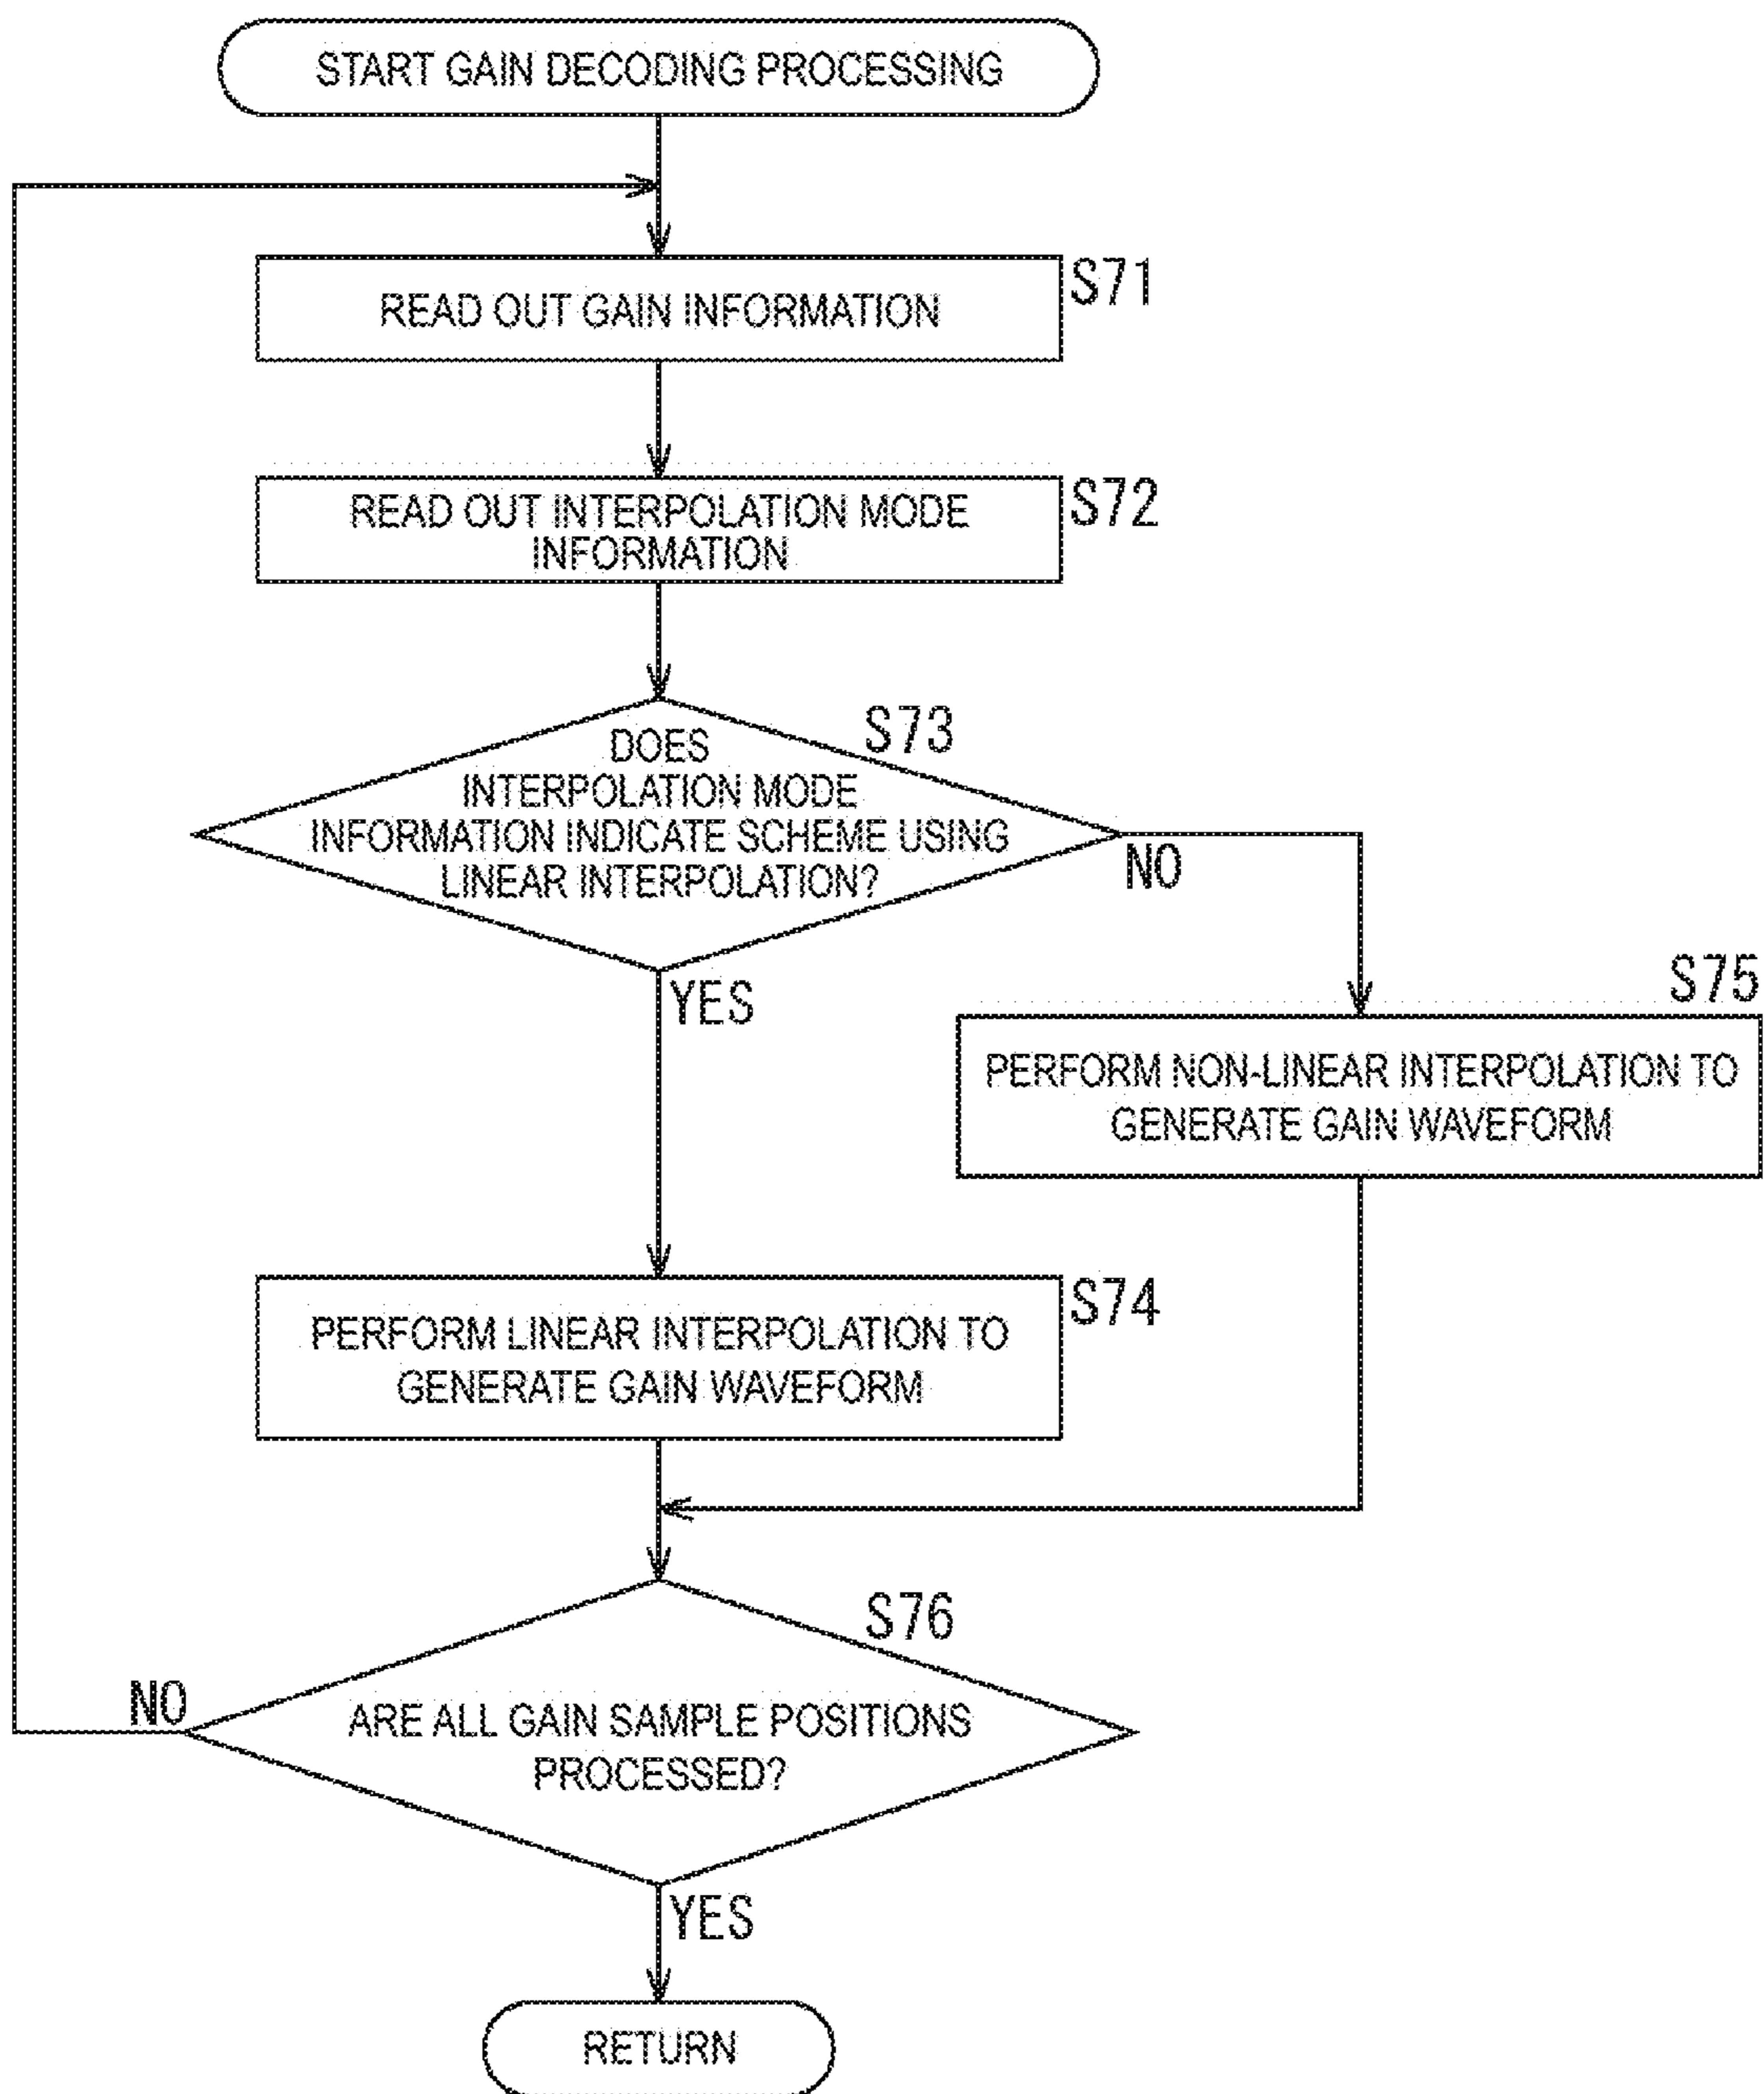 START GAIN DECODING PROCESSING
READ OUT GAIN INFORMATION
S71
READ OUT INTERPOLATION MODE
INFORMATION
S72
S73
DOES
INTERPOLATION MODE
INFORMATION INDICATE SCHEME USING
LINEAR INTERPOLATION?
NO
YES
S75
PERFORM NON-LINEAR INTERPOLATION TO
GENERATE GAIN WAVEFORM
S74
PERFORM LINEAR INTERPOLATION TO
GENERATE GAIN WAVEFORM
S76
NO
ARE ALL GAIN SAMPLE POSITIONS
PROCESSED?
YES
RETURN